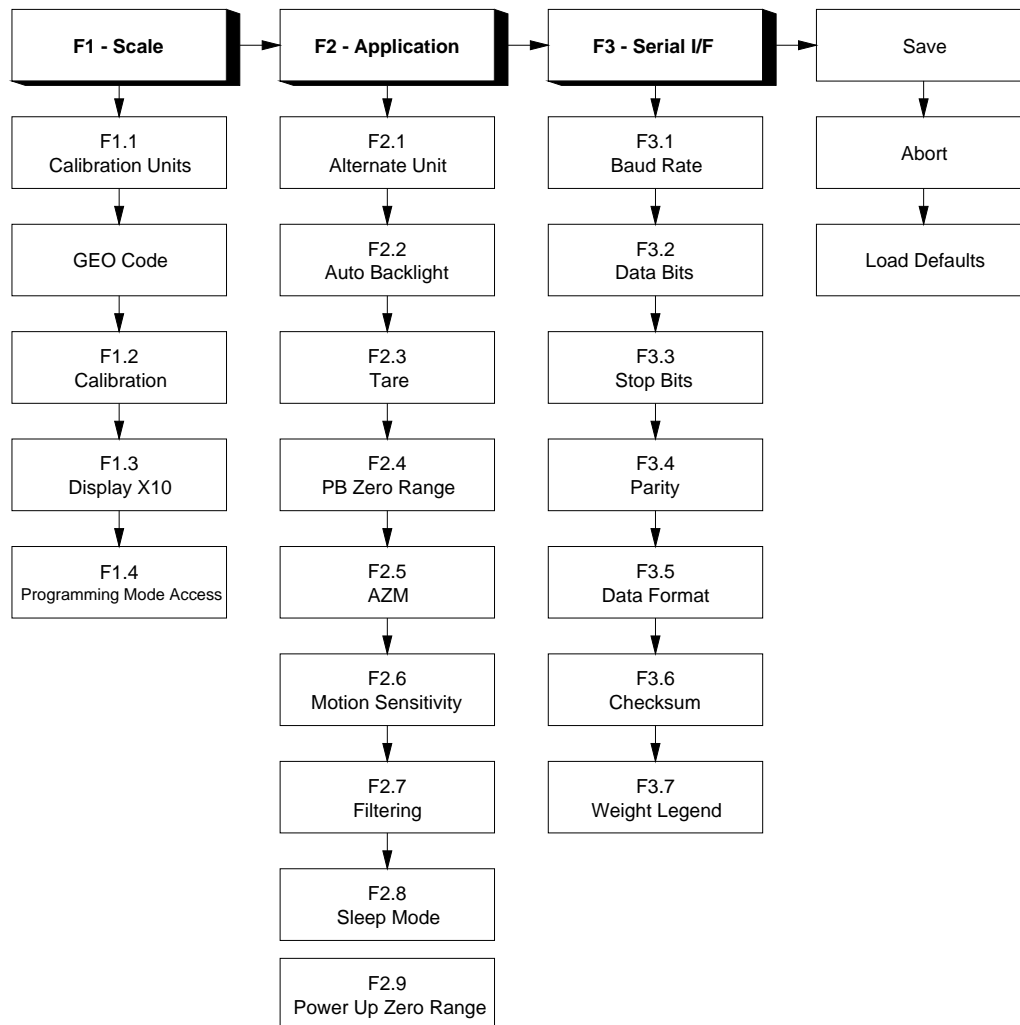 F1 - Scale
F1.1
Calibration Units
GEO Code
F1.2
Calibration
F1.3
Display X10
F1.4
Programming Mode Access
F2 - Application
F2.1
Alternate Unit
F2.2
Auto Backlight
F2.3
Tare
F2.4
PB Zero Range
F2.5
AZM
F2.6
Motion Sensitivity
F2.7
Filtering
F2.8
Sleep Mode
F2.9
Power Up Zero Range
F3 - Serial I/F
F3.1
Baud Rate
F3.2
Data Bits
F3.3
Stop Bits
F3.4
Parity
F3.5
Data Format
F3.6
Checksum
F3.7
Weight Legend
Save
Abort
Load Defaults